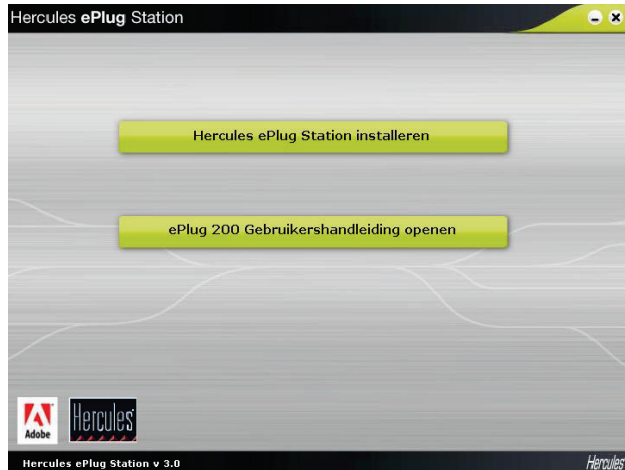 Hercules ePlug Station
Hercules ePlug Station installeren
ePlug 200 Gebruikershandleiding openen
Adobe
Hercules
Hercules ePlug Station v 3.0
Hercules